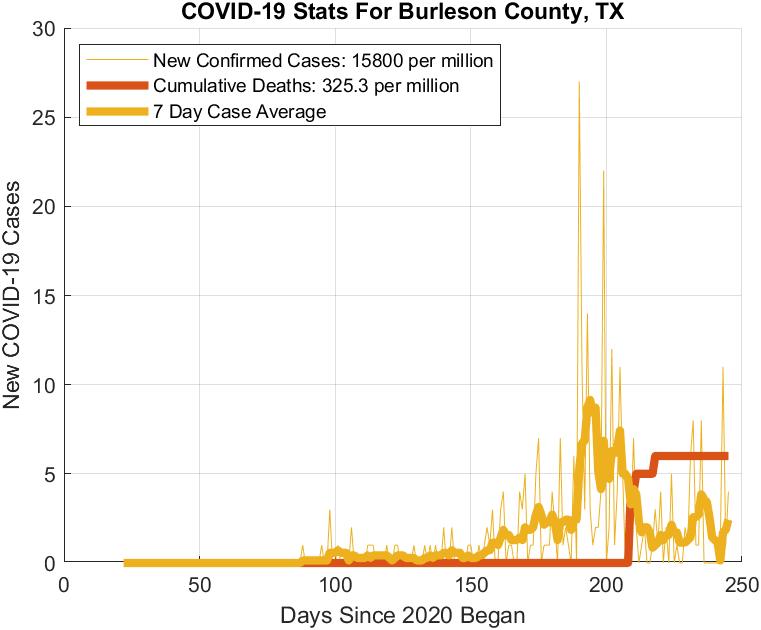 COVID-19 Stats For Burleson County, TX
New Confirmed Cases: 15800 per million
Cumulative Deaths: 325.3 per million
7 Day Case Average
New COVID-19 Cases
30
25
20
15
10
5
0
0 50 100 150 200 250
Days Since 2020 Began